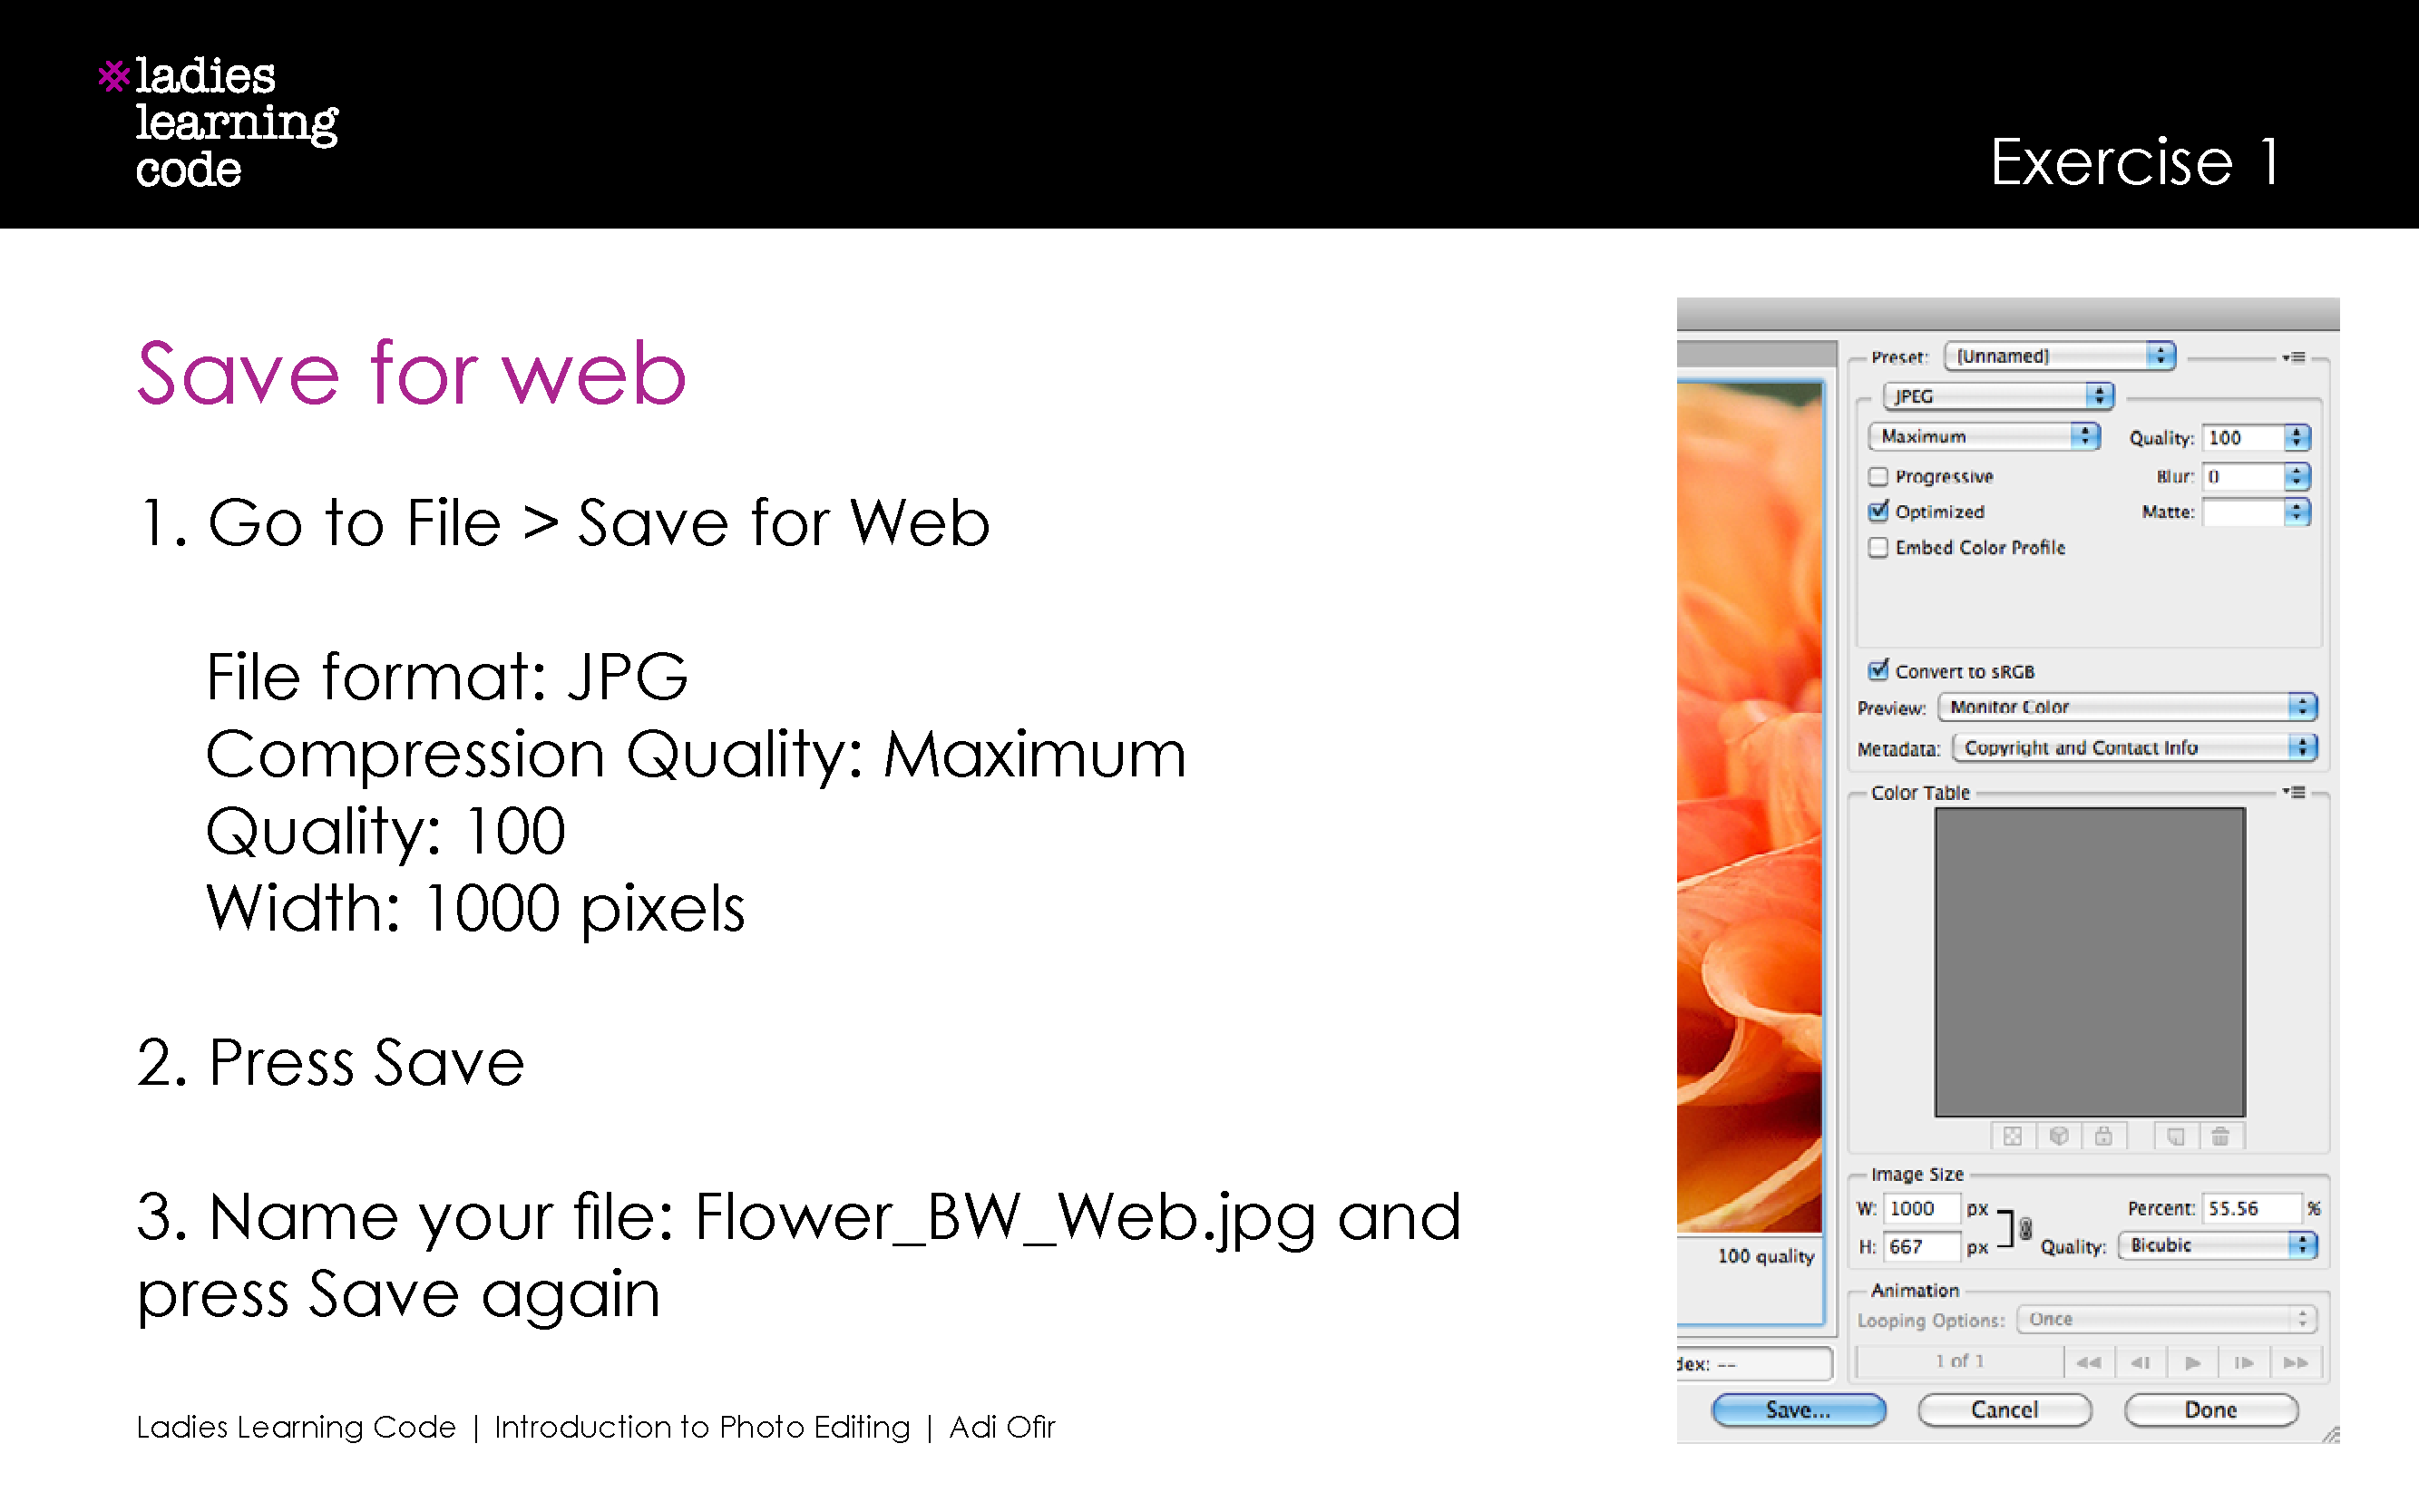 ladies
learning
code
Exercise 1
Save for web
1. Go to File > Save for Web
File format: JPG
Compression Quality: Maximum
Quality: 100
Width: 1000 pixels
2. Press Save
3. Name your file: Flower_BW_Web.jpg and
press Save again
Ladies Learning Code | Introduction to Photo Editing | Adi Ofir
Preset: [Unnamed]
JPEG
Maximum Quality: 100
Progressive Blur: 0
Optimized Matte:
Embed Color Profile
Convert to sRGB
Preview: Monitor Color
Metadata: Copyright and Contact Info
Color Table
Image Size
W: 1000 px Percent: 55.56 %
H: 667 px Quality: Bicubic
100 quality
Animation
Looping Options: Once
dex: -- 1 of 1
Save... Cancel Done